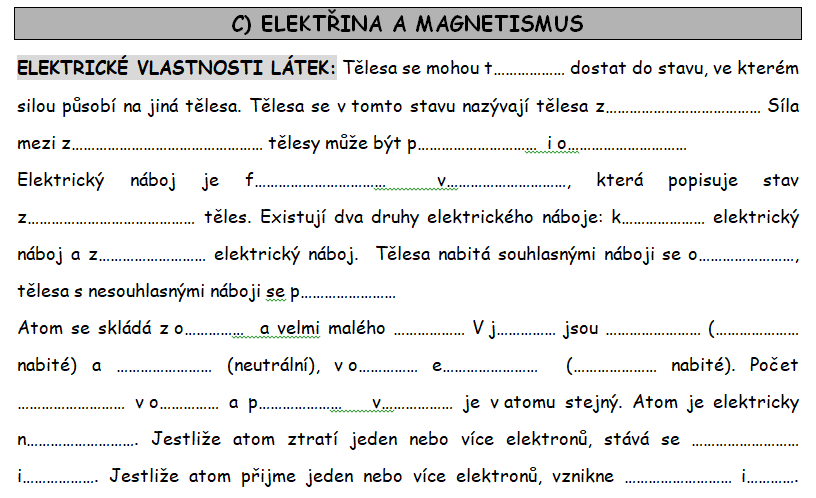 C) ELEKTŘINA A MAGNETISMUS
ELEKTRICKÉ VLASTNOSTI LÁTEK: Tělesa se mohou t……………… dostat do stavu, ve kterém
silou působí na jiná tělesa. Tělesa se v tomto stavu nazývají tělesa z………………………………… Síla
mezi z………………………………………… tělesy může být p………………………… i o…………………………
Elektrický náboj je f…………………………… v…………………………, která popisuje stav
z…………………………………… těles. Existují dva druhy elektrického náboje: k………………… elektrický
náboj a z……………………… elektrický náboj. Tělesa nabitá souhlasnými náboji se o……………………,
tělesa s nesouhlasnými náboji se p……………………
Atom se skládá z o…………… a velmi malého ……………… V j…………… jsou …………………… (…………………
nabité) a …………………… (neutrální), v o…………… e…………………… (………………… nabité). Počet
……………………… v o…………… a p………………… v……………… je v atomu stejný. Atom je elektricky
n………………………. Jestliže atom ztratí jeden nebo více elektronů, stává se ………………………
i………………. Jestliže atom přijme jeden nebo více elektronů, vznikne ……………………… i………….